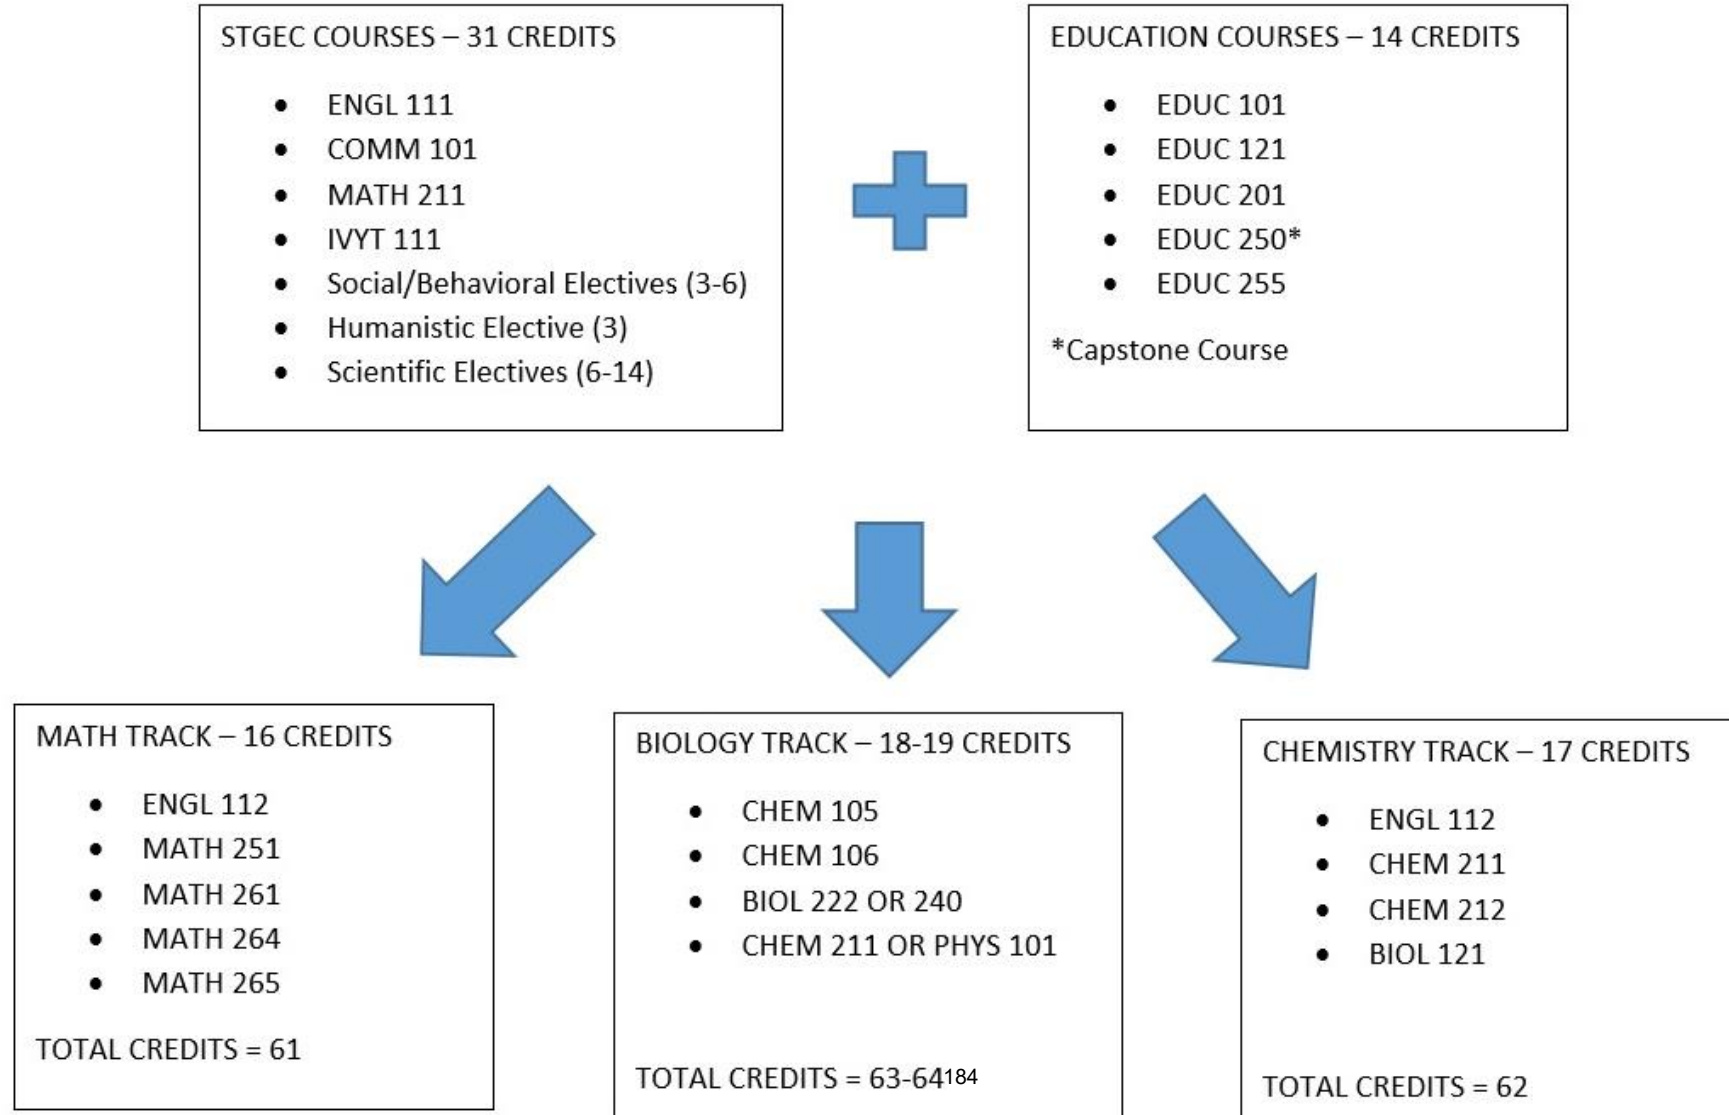 STGEC COURSES – 31 CREDITS
• ENGL 111
• COMM 101
• MATH 211
• IVYT 111
• Social/Behavioral Electives (3-6)
• Humanistic Elective (3)
• Scientific Electives (6-14)
EDUCATION COURSES – 14 CREDITS
• EDUC 101
• EDUC 121
• EDUC 201
• EDUC 250*
• EDUC 255
*Capstone Course
MATH TRACK – 16 CREDITS
• ENGL 112
• MATH 251
• MATH 261
• MATH 264
• MATH 265
TOTAL CREDITS = 61
BIOLOGY TRACK – 18-19 CREDITS
• CHEM 105
• CHEM 106
• BIOL 222 OR 240
• CHEM 211 OR PHYS 101
TOTAL CREDITS = 63-64184
CHEMISTRY TRACK – 17 CREDITS
• ENGL 112
• CHEM 211
• CHEM 212
• BIOL 121
TOTAL CREDITS = 62